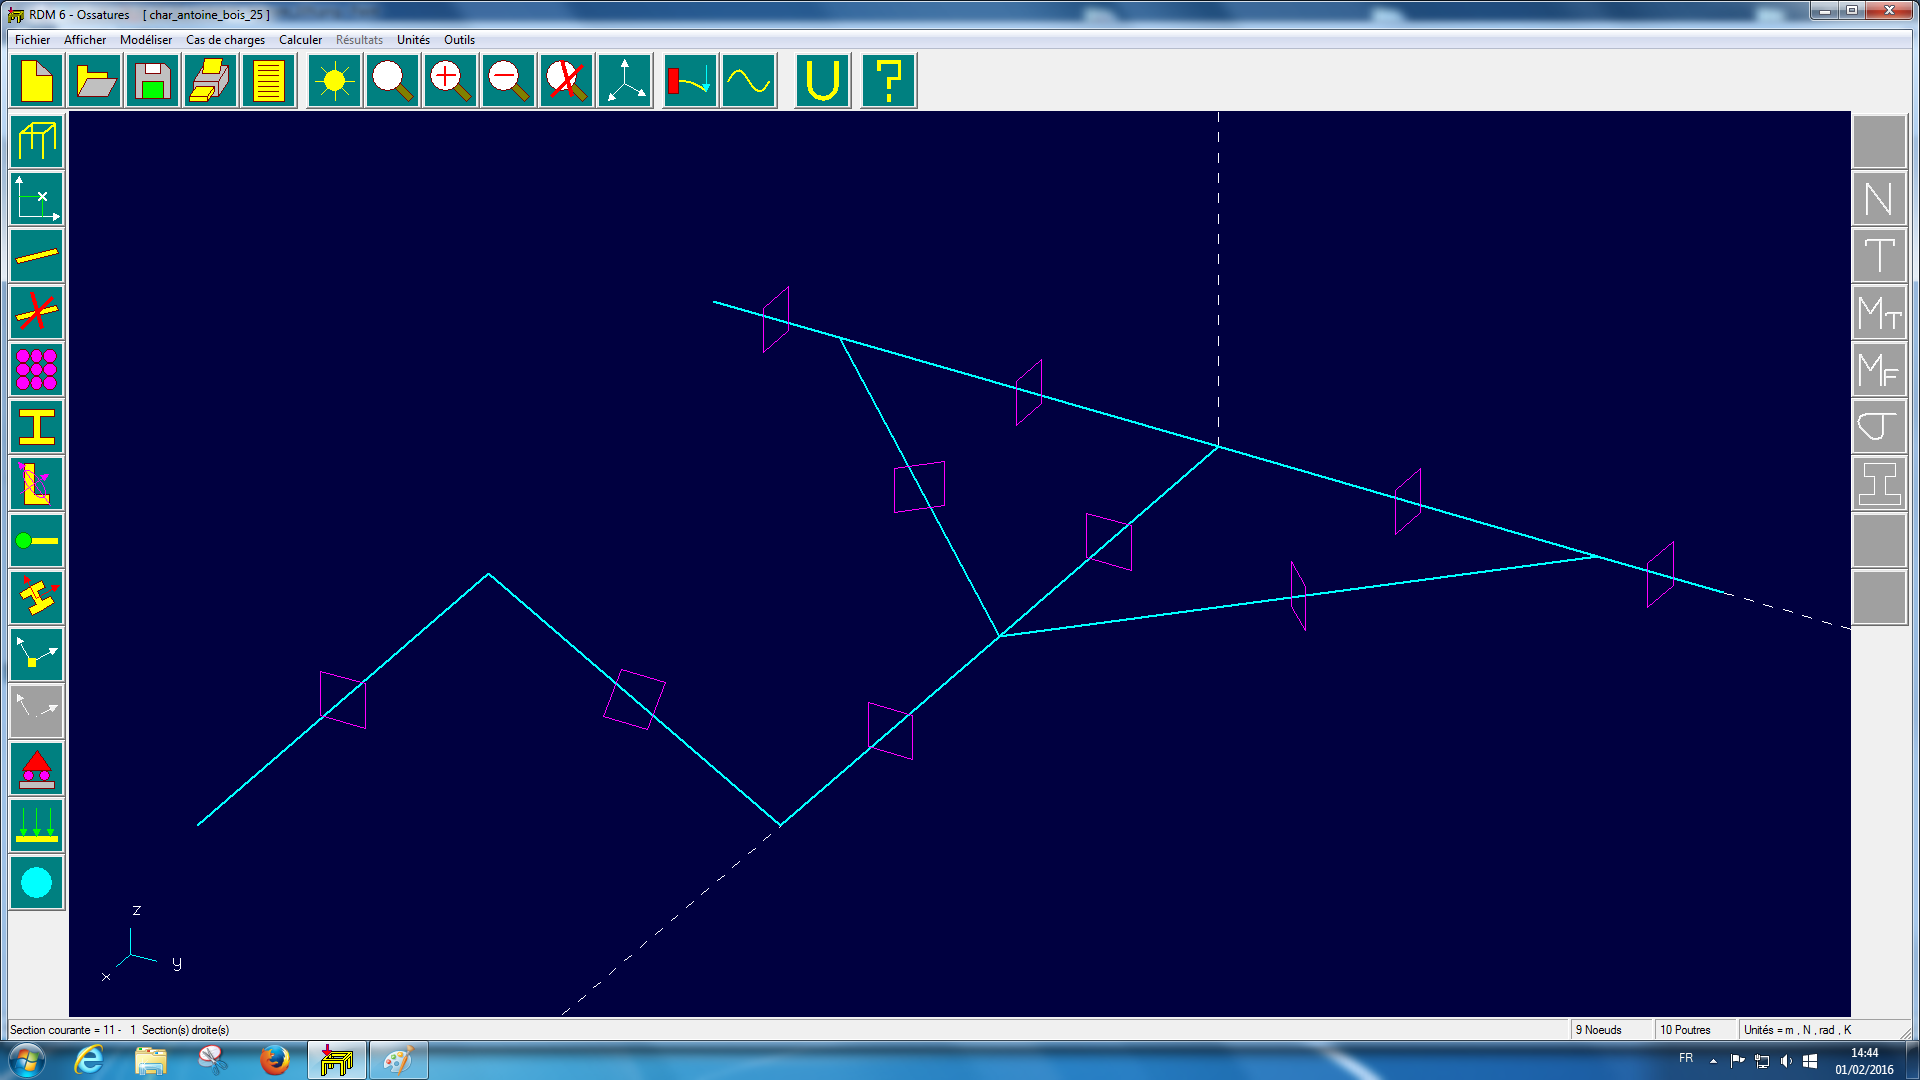 RDM 6 - Ossatures [ char_antoine_bois_25 ]
Fichier Afficher Modéliser Cas de charges Calculer Résultats Unités Outils
N
T
MT
MF
σ
z
y
x
Section courante = 11 - 1 Section(s) droite(s)
9 Noeuds
10 Poutres
Unités = m , N , rad , K
FR
14:44
01/02/2016